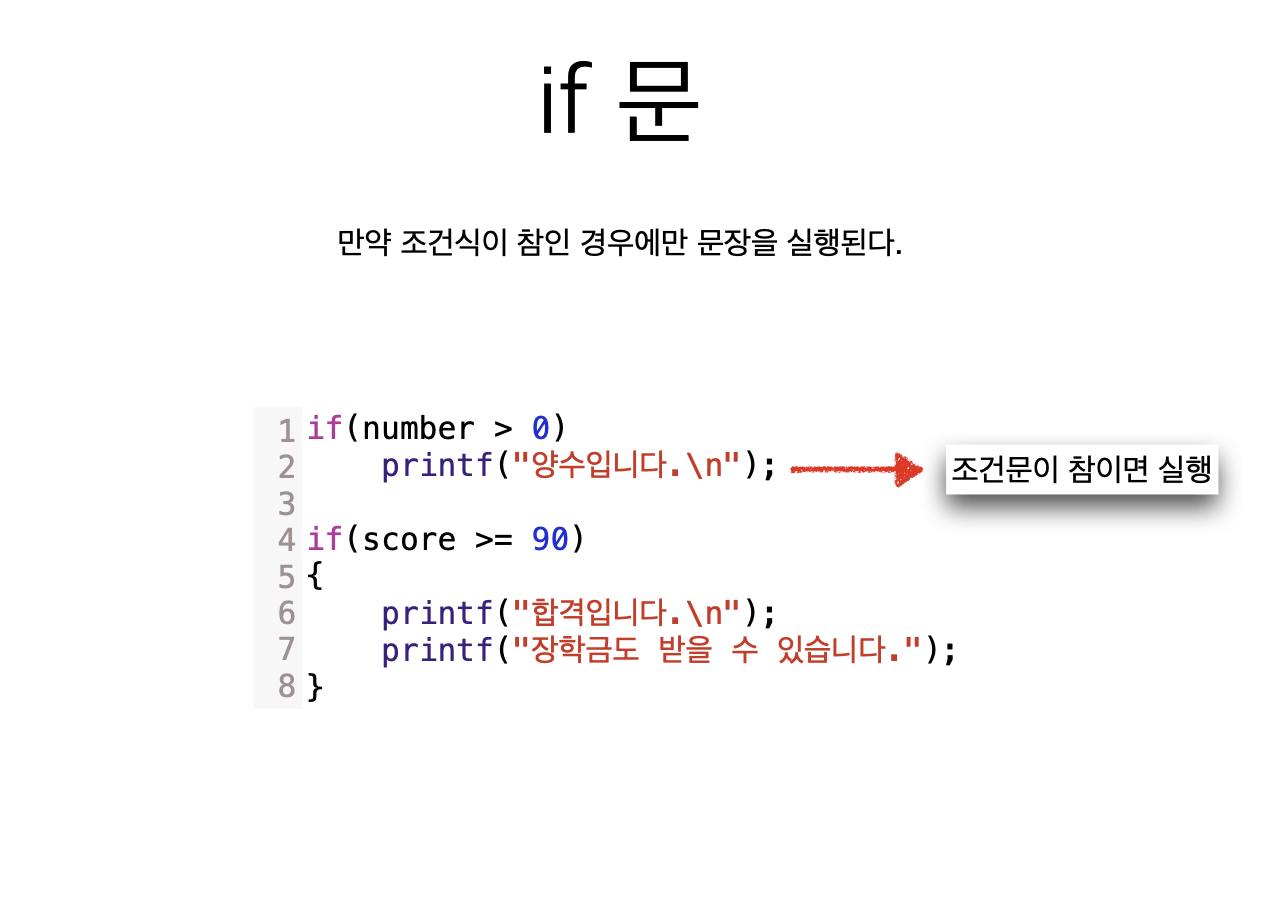 if 문
만약 조건식이 참인 경우에만 문장을 실행된다.
1 if(number > 0)
2     printf("양수입니다.\n"); 조건문이 참이면 실행
3
4 if(score >= 90)
5 {
6     printf("합격입니다.\n");
7     printf("장학금도 받을 수 있습니다.");
8 }